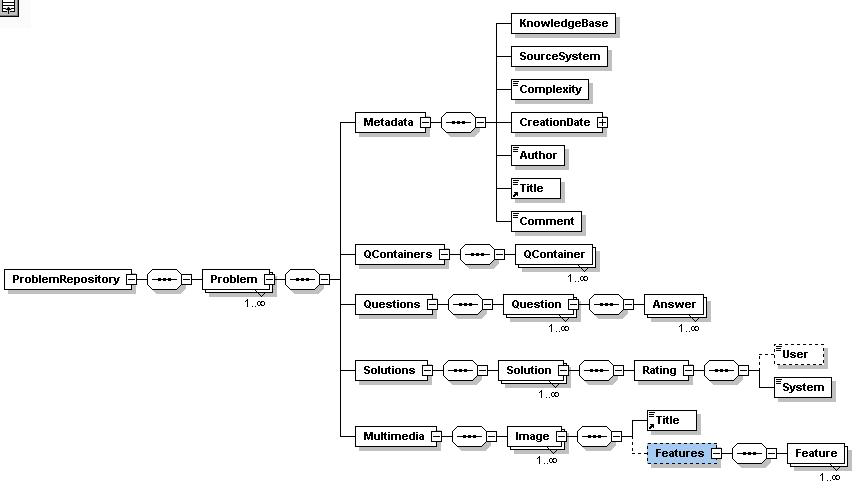 KnowledgeBase
SourceSystem
Complexity
Metadata
CreationDate
Author
Title
Comment
QContainers
QContainer
1..∞
ProblemRepository
Problem
1..∞
Questions
Question
Answer
1..∞
1..∞
User
Solutions
Solution
Rating
System
1..∞
Title
Multimedia
Image
1..∞
Features
Feature
1..∞